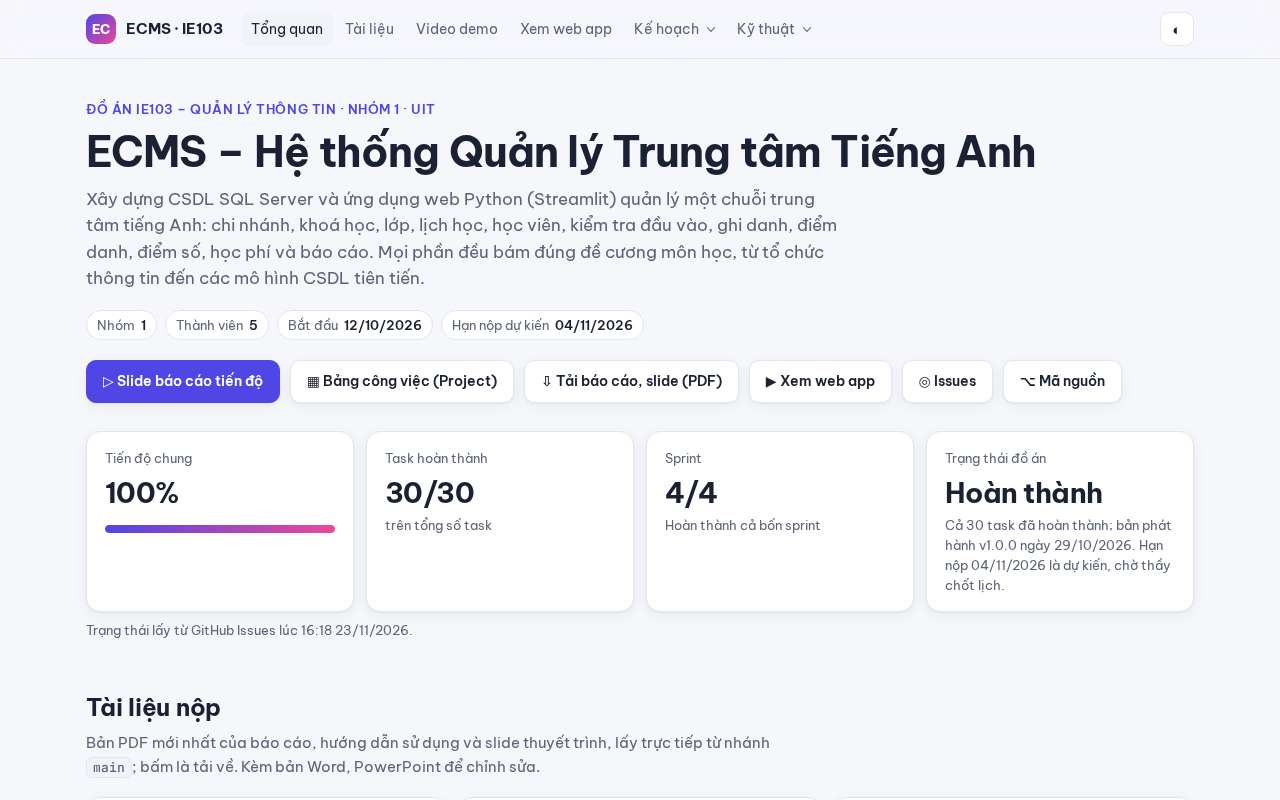 EC ECMS · IE103 Tổng quan Tài liệu Video demo Xem web app Kế hoạch Kỹ thuật
ĐỒ ÁN IE103 – QUẢN LÝ THÔNG TIN · NHÓM 1 · UIT
ECMS – Hệ thống Quản lý Trung tâm Tiếng Anh
Xây dựng CSDL SQL Server và ứng dụng web Python (Streamlit) quản lý một chuỗi trung
tâm tiếng Anh: chi nhánh, khoá học, lớp, lịch học, học viên, kiểm tra đầu vào, ghi danh, điểm
danh, điểm số, học phí và báo cáo. Mọi phần đều bám đúng đề cương môn học, từ tổ chức
thông tin đến các mô hình CSDL tiên tiến.
Nhóm 1 Thành viên 5 Bắt đầu 12/10/2026 Hạn nộp dự kiến 04/11/2026
▷ Slide báo cáo tiến độ ▦ Bảng công việc (Project) ⇩ Tải báo cáo, slide (PDF) ▶ Xem web app ◎ Issues ⌥ Mã nguồn
Tiến độ chung
100%
Task hoàn thành
30/30
trên tổng số task
Sprint
4/4
Hoàn thành cả bốn sprint
Trạng thái đồ án
Hoàn thành
Cả 30 task đã hoàn thành; bản phát
hành v1.0.0 ngày 29/10/2026. Hạn
nộp 04/11/2026 là dự kiến, chờ thầy
chốt lịch.
Trạng thái lấy từ GitHub Issues lúc 16:18 23/11/2026.
Tài liệu nộp
Bản PDF mới nhất của báo cáo, hướng dẫn sử dụng và slide thuyết trình, lấy trực tiếp từ nhánh
main; bấm là tải về. Kèm bản Word, PowerPoint để chỉnh sửa.